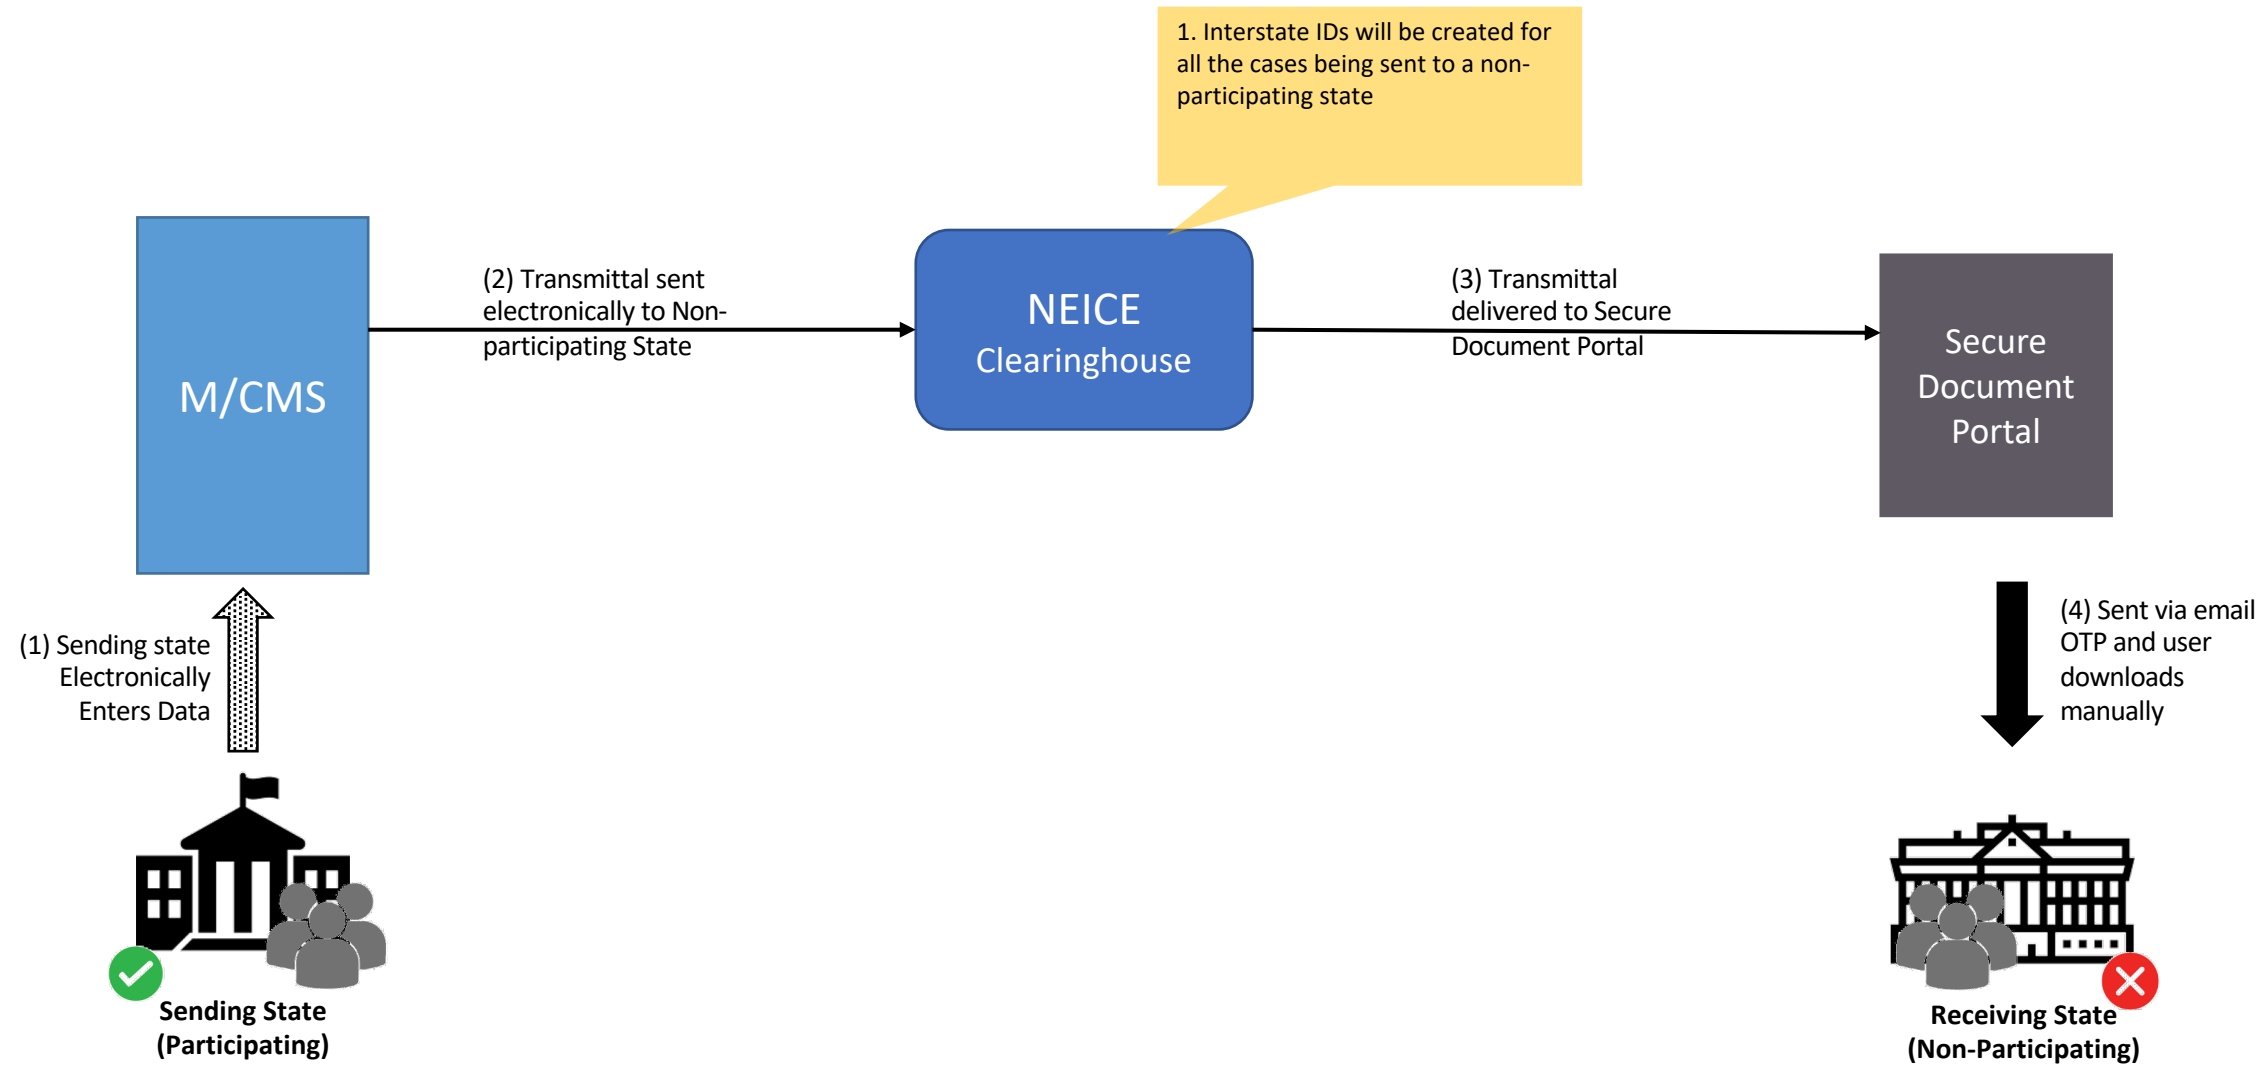 1. Interstate IDs will be created for
all the cases being sent to a non-
participating state
(2) Transmittal sent
electronically to Non-
participating State
NEICE
Clearinghouse
(3) Transmittal
delivered to Secure
Document Portal
M/CMS
Secure
Document
Portal
(1) Sending state
Electronically
Enters Data
(4) Sent via email
OTP and user
downloads
manually
Sending State
(Participating)
Receiving State
(Non-Participating)